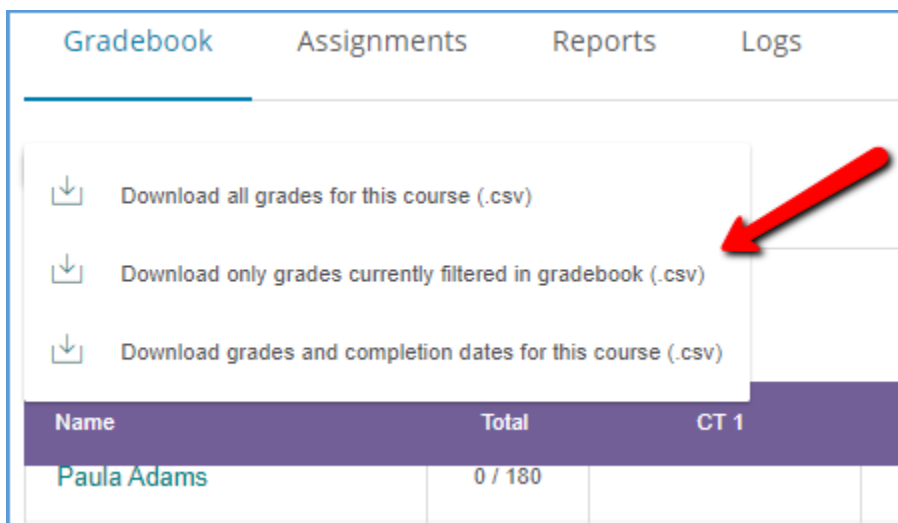 Gradebook Assignments Reports Logs
Download all grades for this course (.csv)
Download only grades currently filtered in gradebook (.csv)
Download grades and completion dates for this course (.csv)
Name Total CT 1
Paula Adams 0 / 180